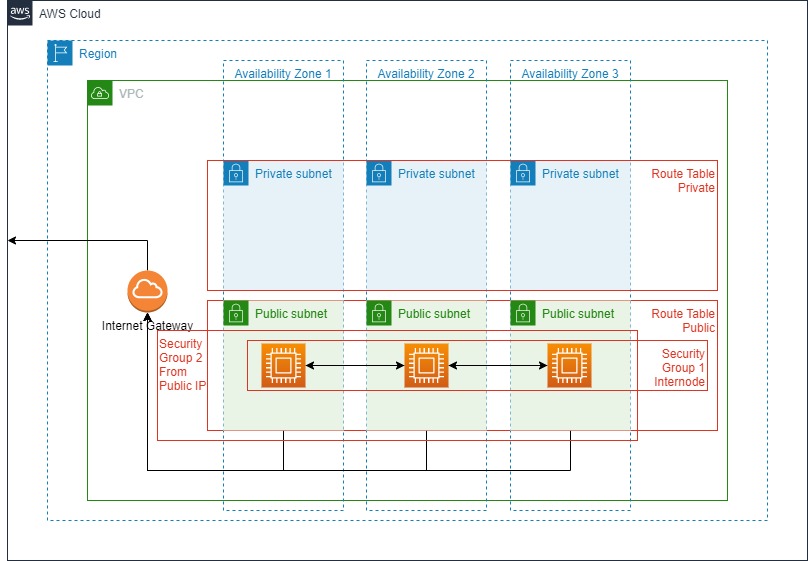 aws
AWS Cloud
Region
Availability Zone 1
Availability Zone 2
Availability Zone 3
VPC
Private subnet
Private subnet
Private subnet
Route Table
Private
Internet Gateway
Public subnet
Public subnet
Public subnet
Route Table
Public
Security
Group 2
From
Public IP
Security
Group 1
Internode